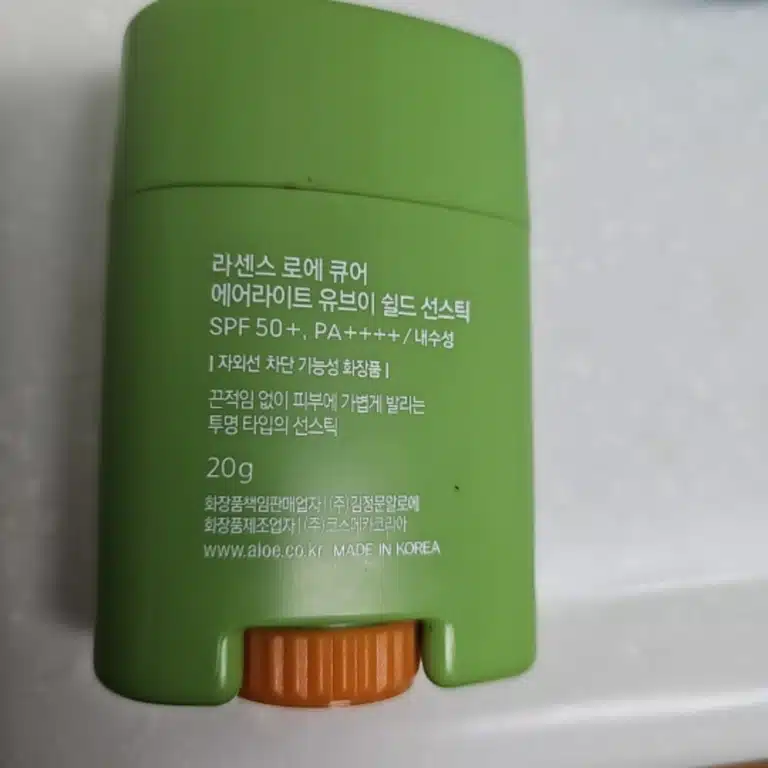 라센스 로에 큐어
에어라이트 유브이 쉴드 선스틱
SPF 50+, PA++++/내수성
| 자외선 차단 기능성 화장품 |
끈적임 없이 피부에 가볍게 발리는
투명 타입의 선스틱
20g
화장품책임판매업자 | (주)김정문알로에
화장품제조업자 | (주)코스메카코리아
www.aloe.co.kr MADE IN KOREA